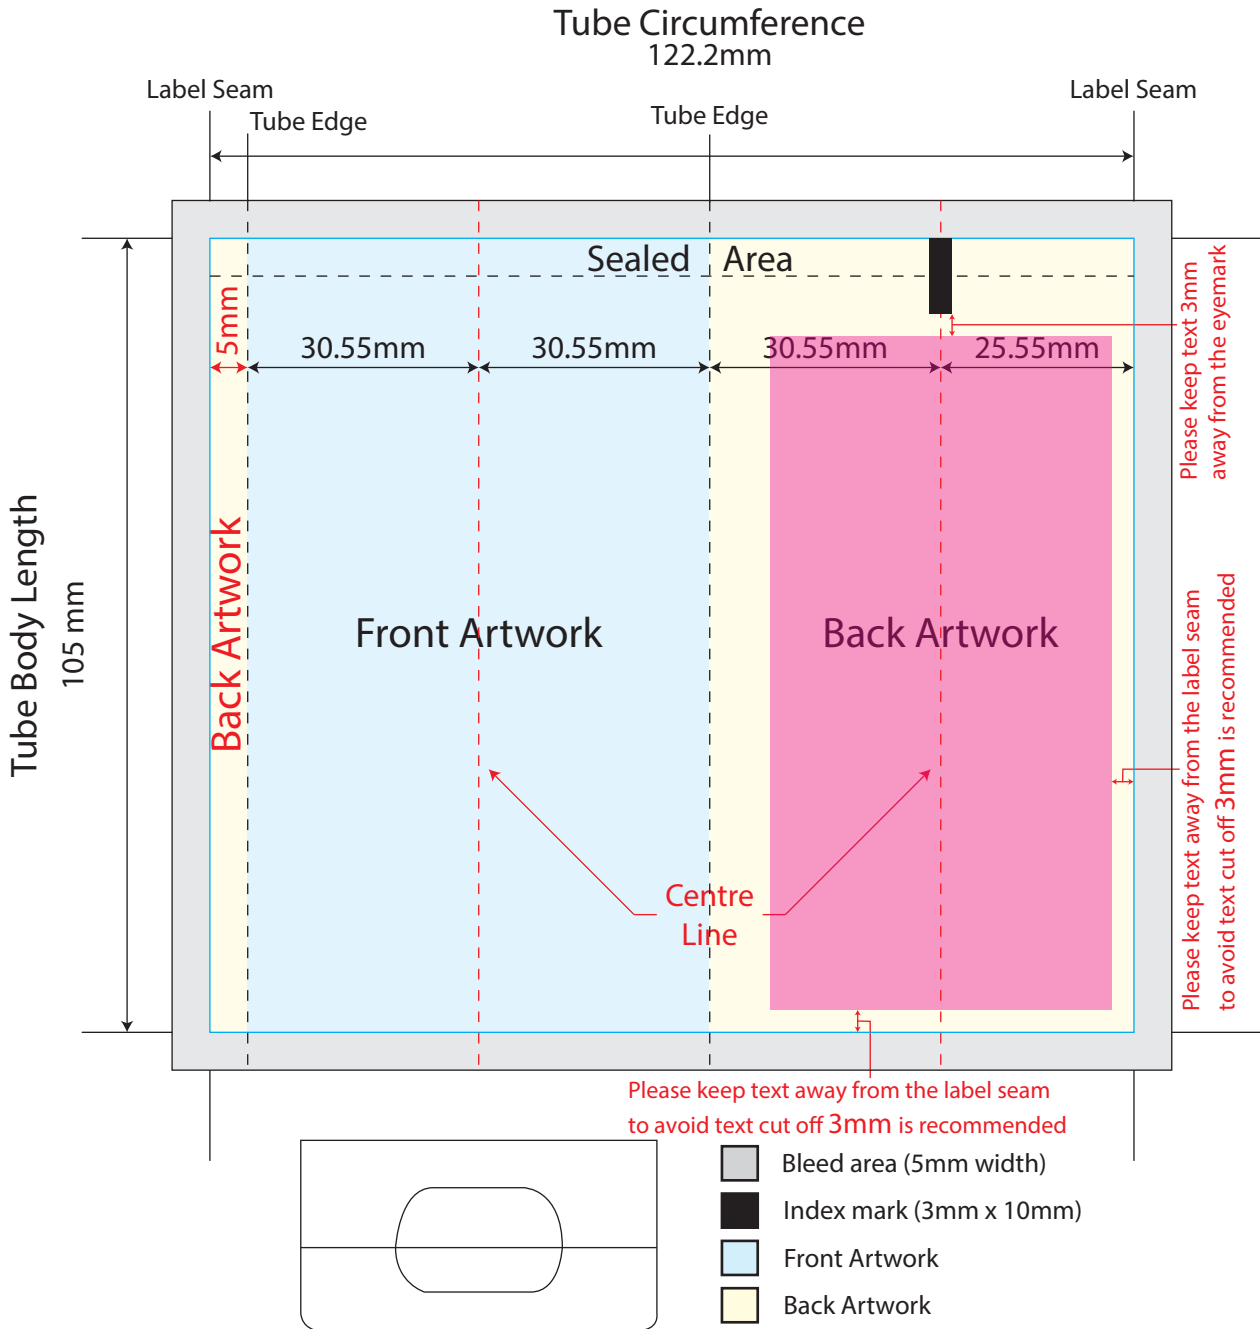 Tube Circumference
122.2mm
Label Seam
Label Seam
Tube Edge
Tube Edge
Sealed Area
5mm
30.55mm
30.55mm
30.55mm
25.55mm
Please keep text 3mm
away from the eyemark
Tube Body Length
105 mm
Back Artwork
Front Artwork
Back Artwork
Please keep text away from the label seam
to avoid text cut off 3mm is recommended
Centre
Line
Please keep text away from the label seam
to avoid text cut off 3mm is recommended
Bleed area (5mm width)
Index mark (3mm x 10mm)
Front Artwork
Back Artwork